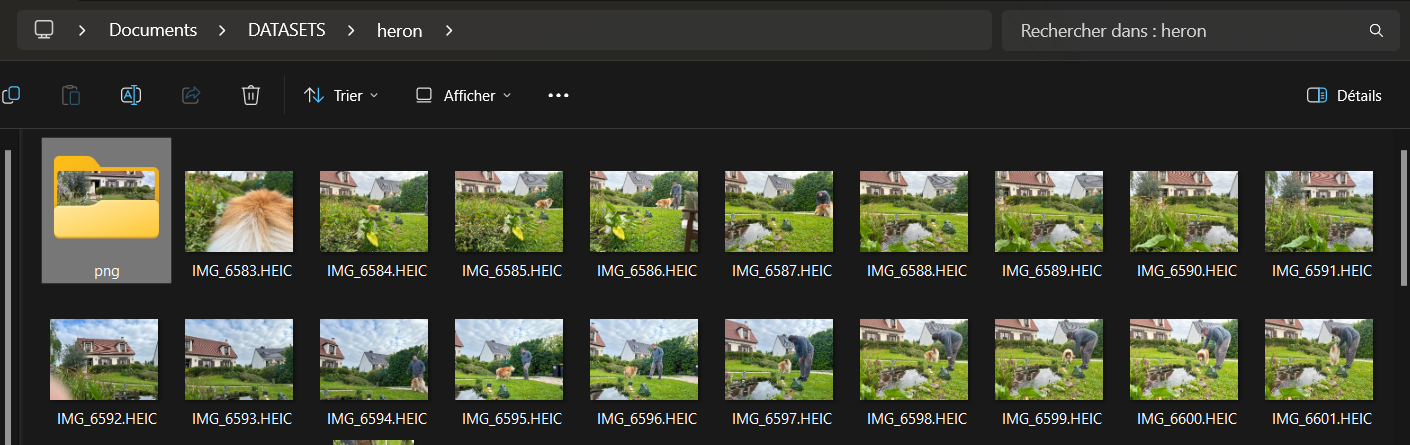 Documents > DATASETS > heron >
Rechercher dans : heron
Trier
Afficher
Détails
png
IMG_6583.HEIC
IMG_6584.HEIC
IMG_6585.HEIC
IMG_6586.HEIC
IMG_6587.HEIC
IMG_6588.HEIC
IMG_6589.HEIC
IMG_6590.HEIC
IMG_6591.HEIC
IMG_6592.HEIC
IMG_6593.HEIC
IMG_6594.HEIC
IMG_6595.HEIC
IMG_6596.HEIC
IMG_6597.HEIC
IMG_6598.HEIC
IMG_6599.HEIC
IMG_6600.HEIC
IMG_6601.HEIC